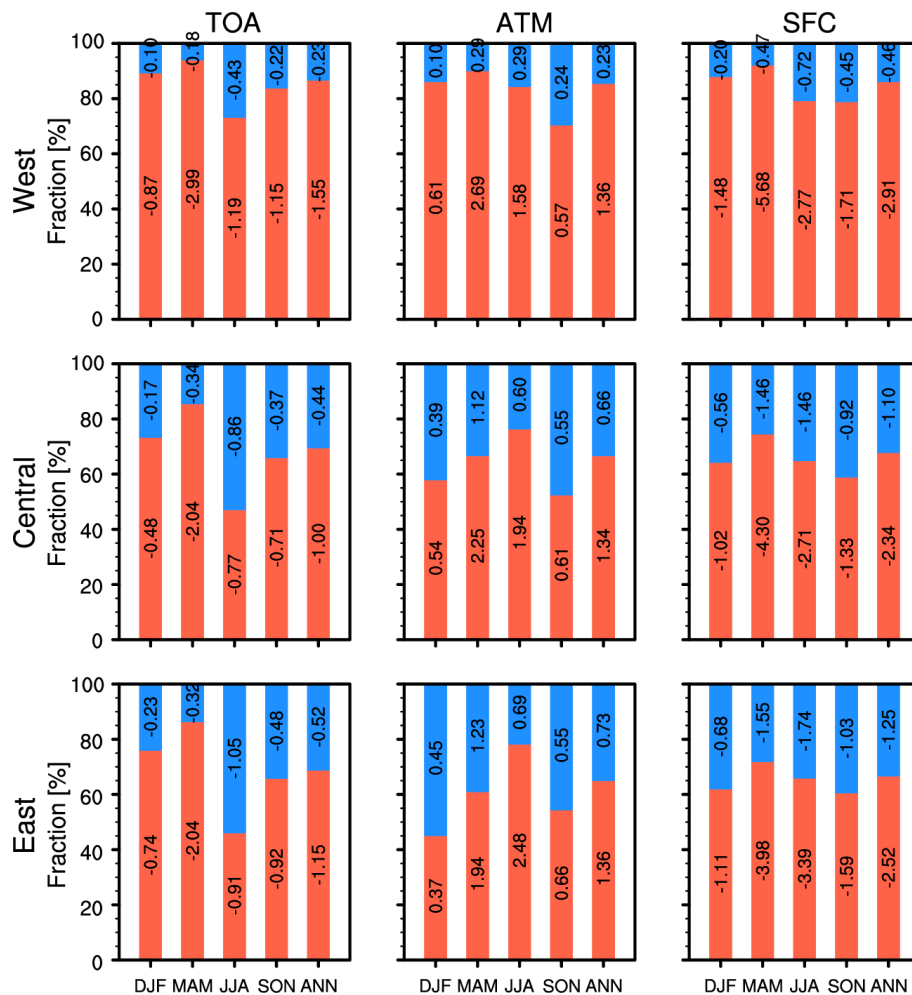 TOA ATM SFC
West
Fraction [%]
100
80
60
40
20
0
-0.10 -0.18 -0.43 -0.22 -0.23
-0.87 -2.99 -1.19 -1.15 -1.55
0.10 0.29 0.29 0.24 0.23
0.61 2.69 1.58 0.57 1.36
-0.20 -0.47 -0.72 -0.45 -0.46
-1.48 -5.68 -2.77 -1.71 -2.91
Central
Fraction [%]
100
80
60
40
20
0
-0.17 -0.34 -0.86 -0.37 -0.44
-0.48 -2.04 -0.77 -0.71 -1.00
0.39 1.12 0.60 0.55 0.66
0.54 2.25 1.94 0.61 1.34
-0.56 -1.46 -1.46 -0.92 -1.10
-1.02 -4.30 -2.71 -1.33 -2.34
East
Fraction [%]
100
80
60
40
20
0
-0.23 -0.32 -1.05 -0.48 -0.52
-0.74 -2.04 -0.91 -0.92 -1.15
0.45 1.23 0.69 0.55 0.73
0.37 1.94 2.48 0.66 1.36
-0.68 -1.55 -1.74 -1.03 -1.25
-1.11 -3.98 -3.39 -1.59 -2.52
DJF MAM JJA SON ANN
DJF MAM JJA SON ANN
DJF MAM JJA SON ANN